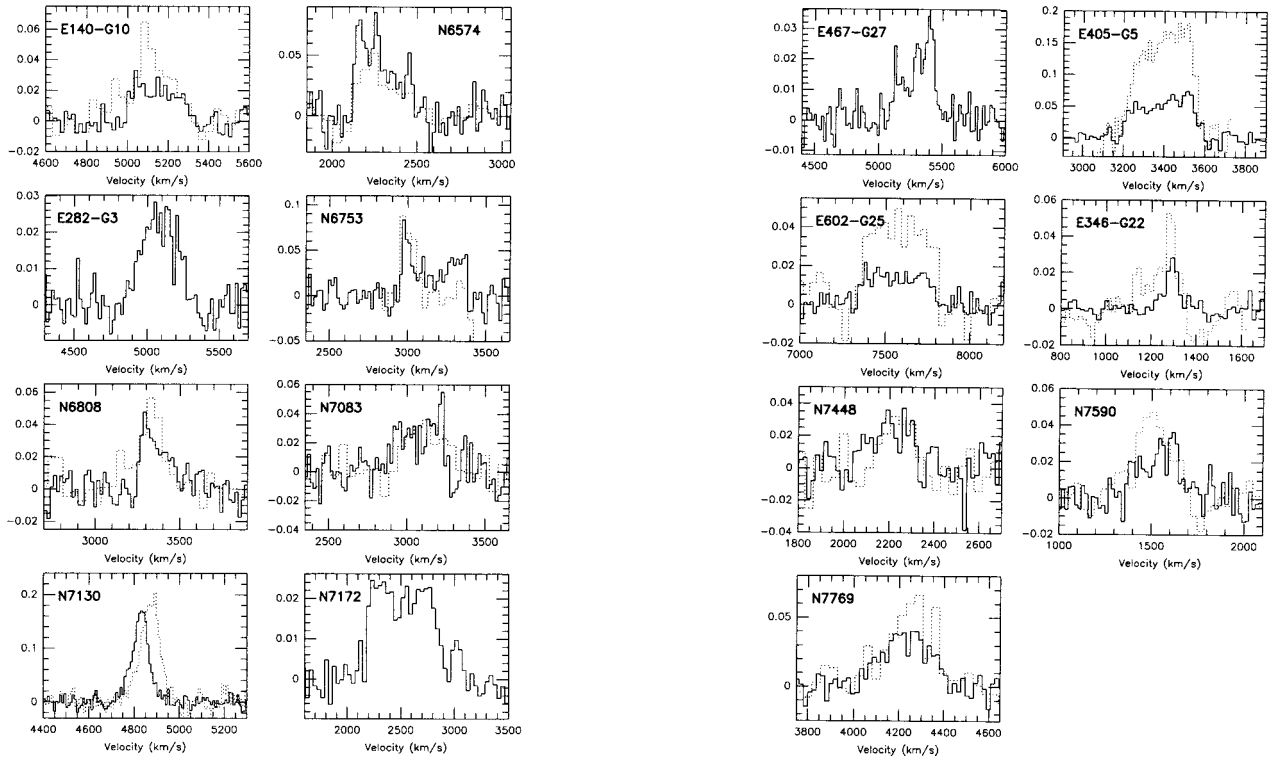 E140-G10
0.06
0.04
0.02
0
-0.02
4600 4800 5000 5200 5400 5600
Velocity (km/s)
N6574
0.05
0
2000 2500 3000
Velocity (km/s)
E467-G27
0.03
0.02
0.01
0
-0.01
4500 5000 5500 6000
Velocity (km/s)
E405-G5
0.2
0.15
0.1
0.05
0
3000 3200 3400 3600 3800
Velocity (km/s)
E282-G3
0.03
0.02
0.01
0
4500 5000 5500
Velocity (km/s)
N6753
0.1
0.05
0
-0.05
2500 3000 3500
Velocity (km/s)
E602-G25
0.04
0.02
0
-0.02
7000 7500 8000
Velocity (km/s)
E346-G22
0.06
0.04
0.02
0
-0.02
800 1000 1200 1400 1600
Velocity (km/s)
N6808
0.06
0.04
0.02
0
-0.02
3000 3500
Velocity (km/s)
N7083
0.06
0.04
0.02
0
-0.02
-0.04
2500 3000 3500
Velocity (km/s)
N7448
0.04
0.02
0
-0.02
-0.04
1800 2000 2200 2400 2600
Velocity (km/s)
N7590
0.06
0.04
0.02
0
-0.02
1000 1500 2000
Velocity (km/s)
N7130
0.2
0.1
0
4400 4600 4800 5000 5200
Velocity (km/s)
N7172
0.02
0.01
0
2000 2500 3000 3500
Velocity (km/s)
N7769
0.05
0
3800 4000 4200 4400 4600
Velocity (km/s)